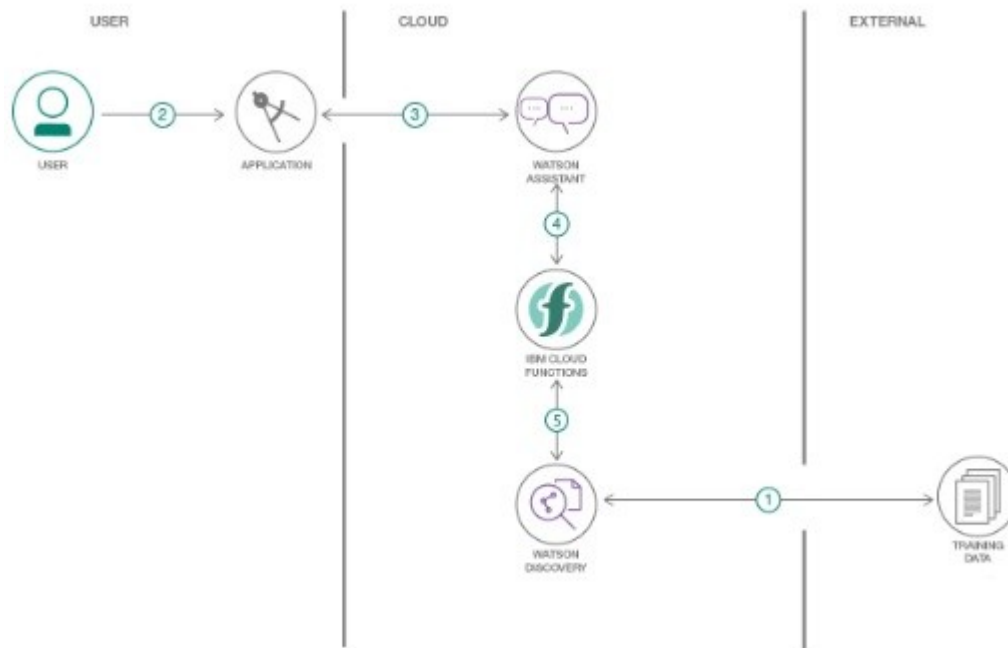 USER
CLOUD
EXTERNAL
2
3
USER
APPLICATION
WATSON
ASSISTANT
4
IBM CLOUD
FUNCTIONS
5
1
WATSON
DISCOVERY
TRAINING
DATA